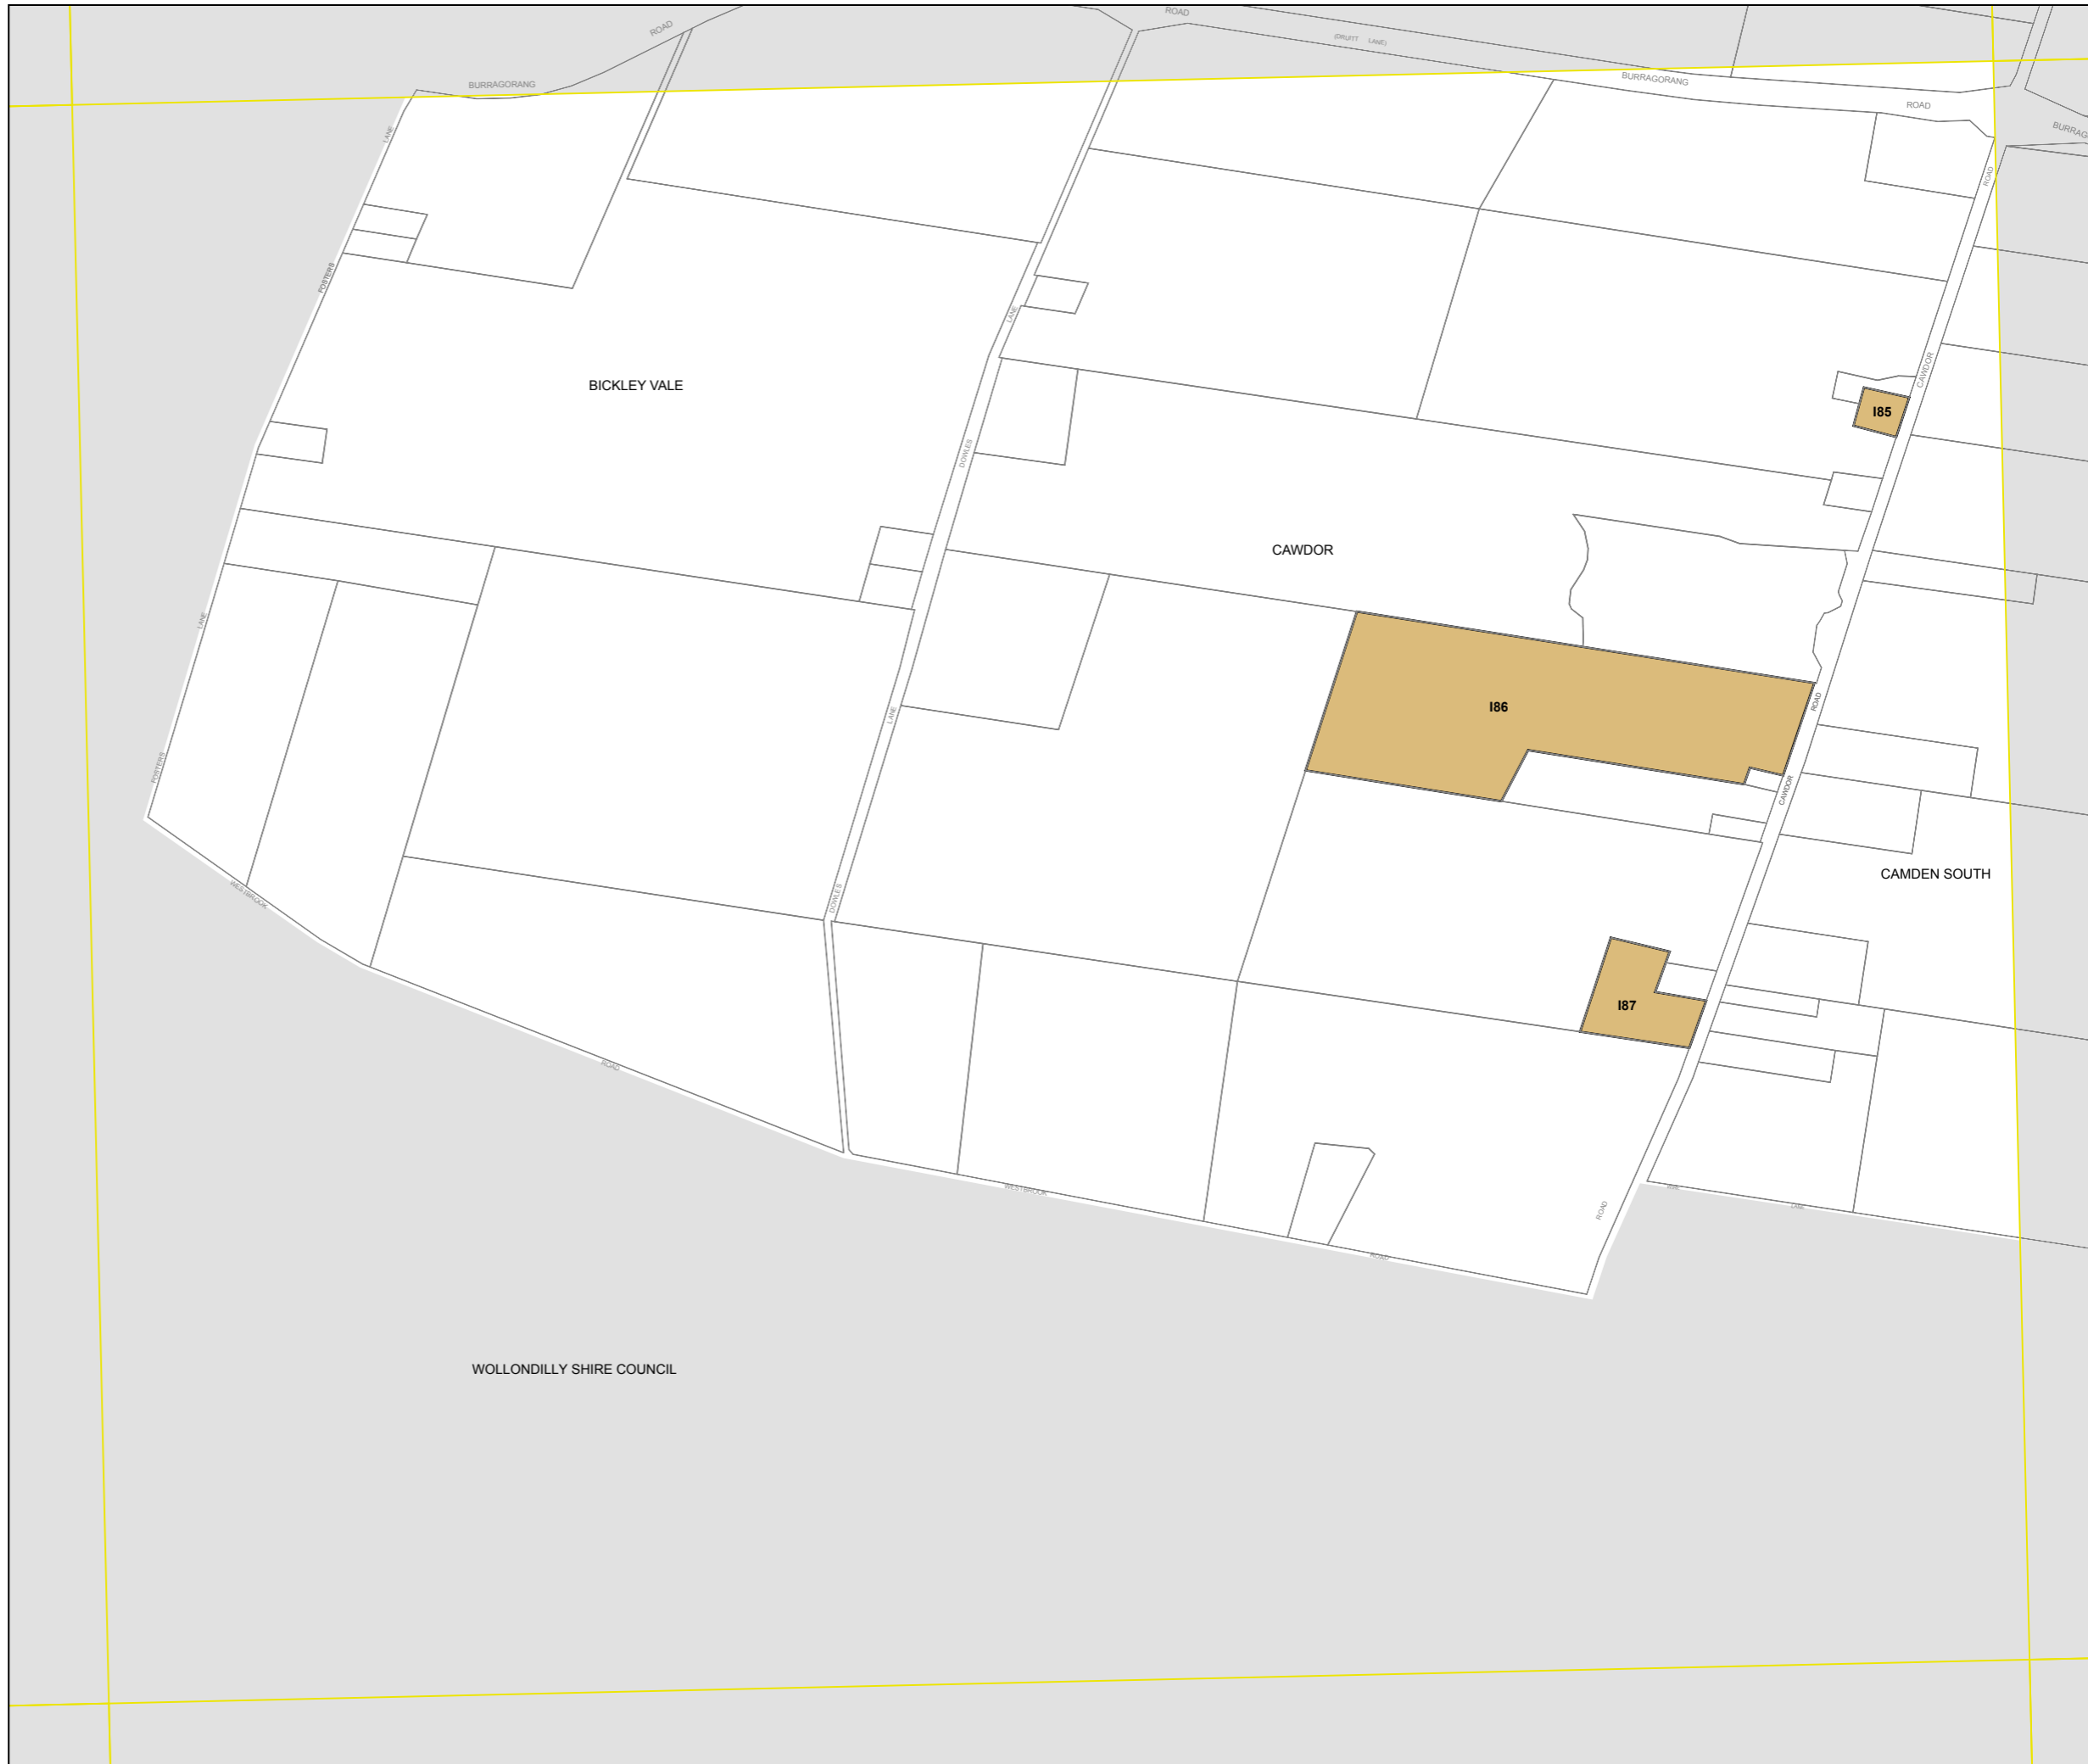 ROAD
ROAD
(DRUITT LANE)
BURRAGORANG
BURRAGORANG
ROAD
LANE
BURRAG
ROAD
FOSTERS
LANE
CAWDOR
BICKLEY VALE
I85
DOWLES
CAWDOR
LANE
ROAD
I86
LANE
FOSTERS
CAWDOR
CAMDEN SOUTH
WESTBROOK
DOWLES
I87
ROAD
WESTBROOK
ROAD
ROAD
WOLLONDILLY SHIRE COUNCIL